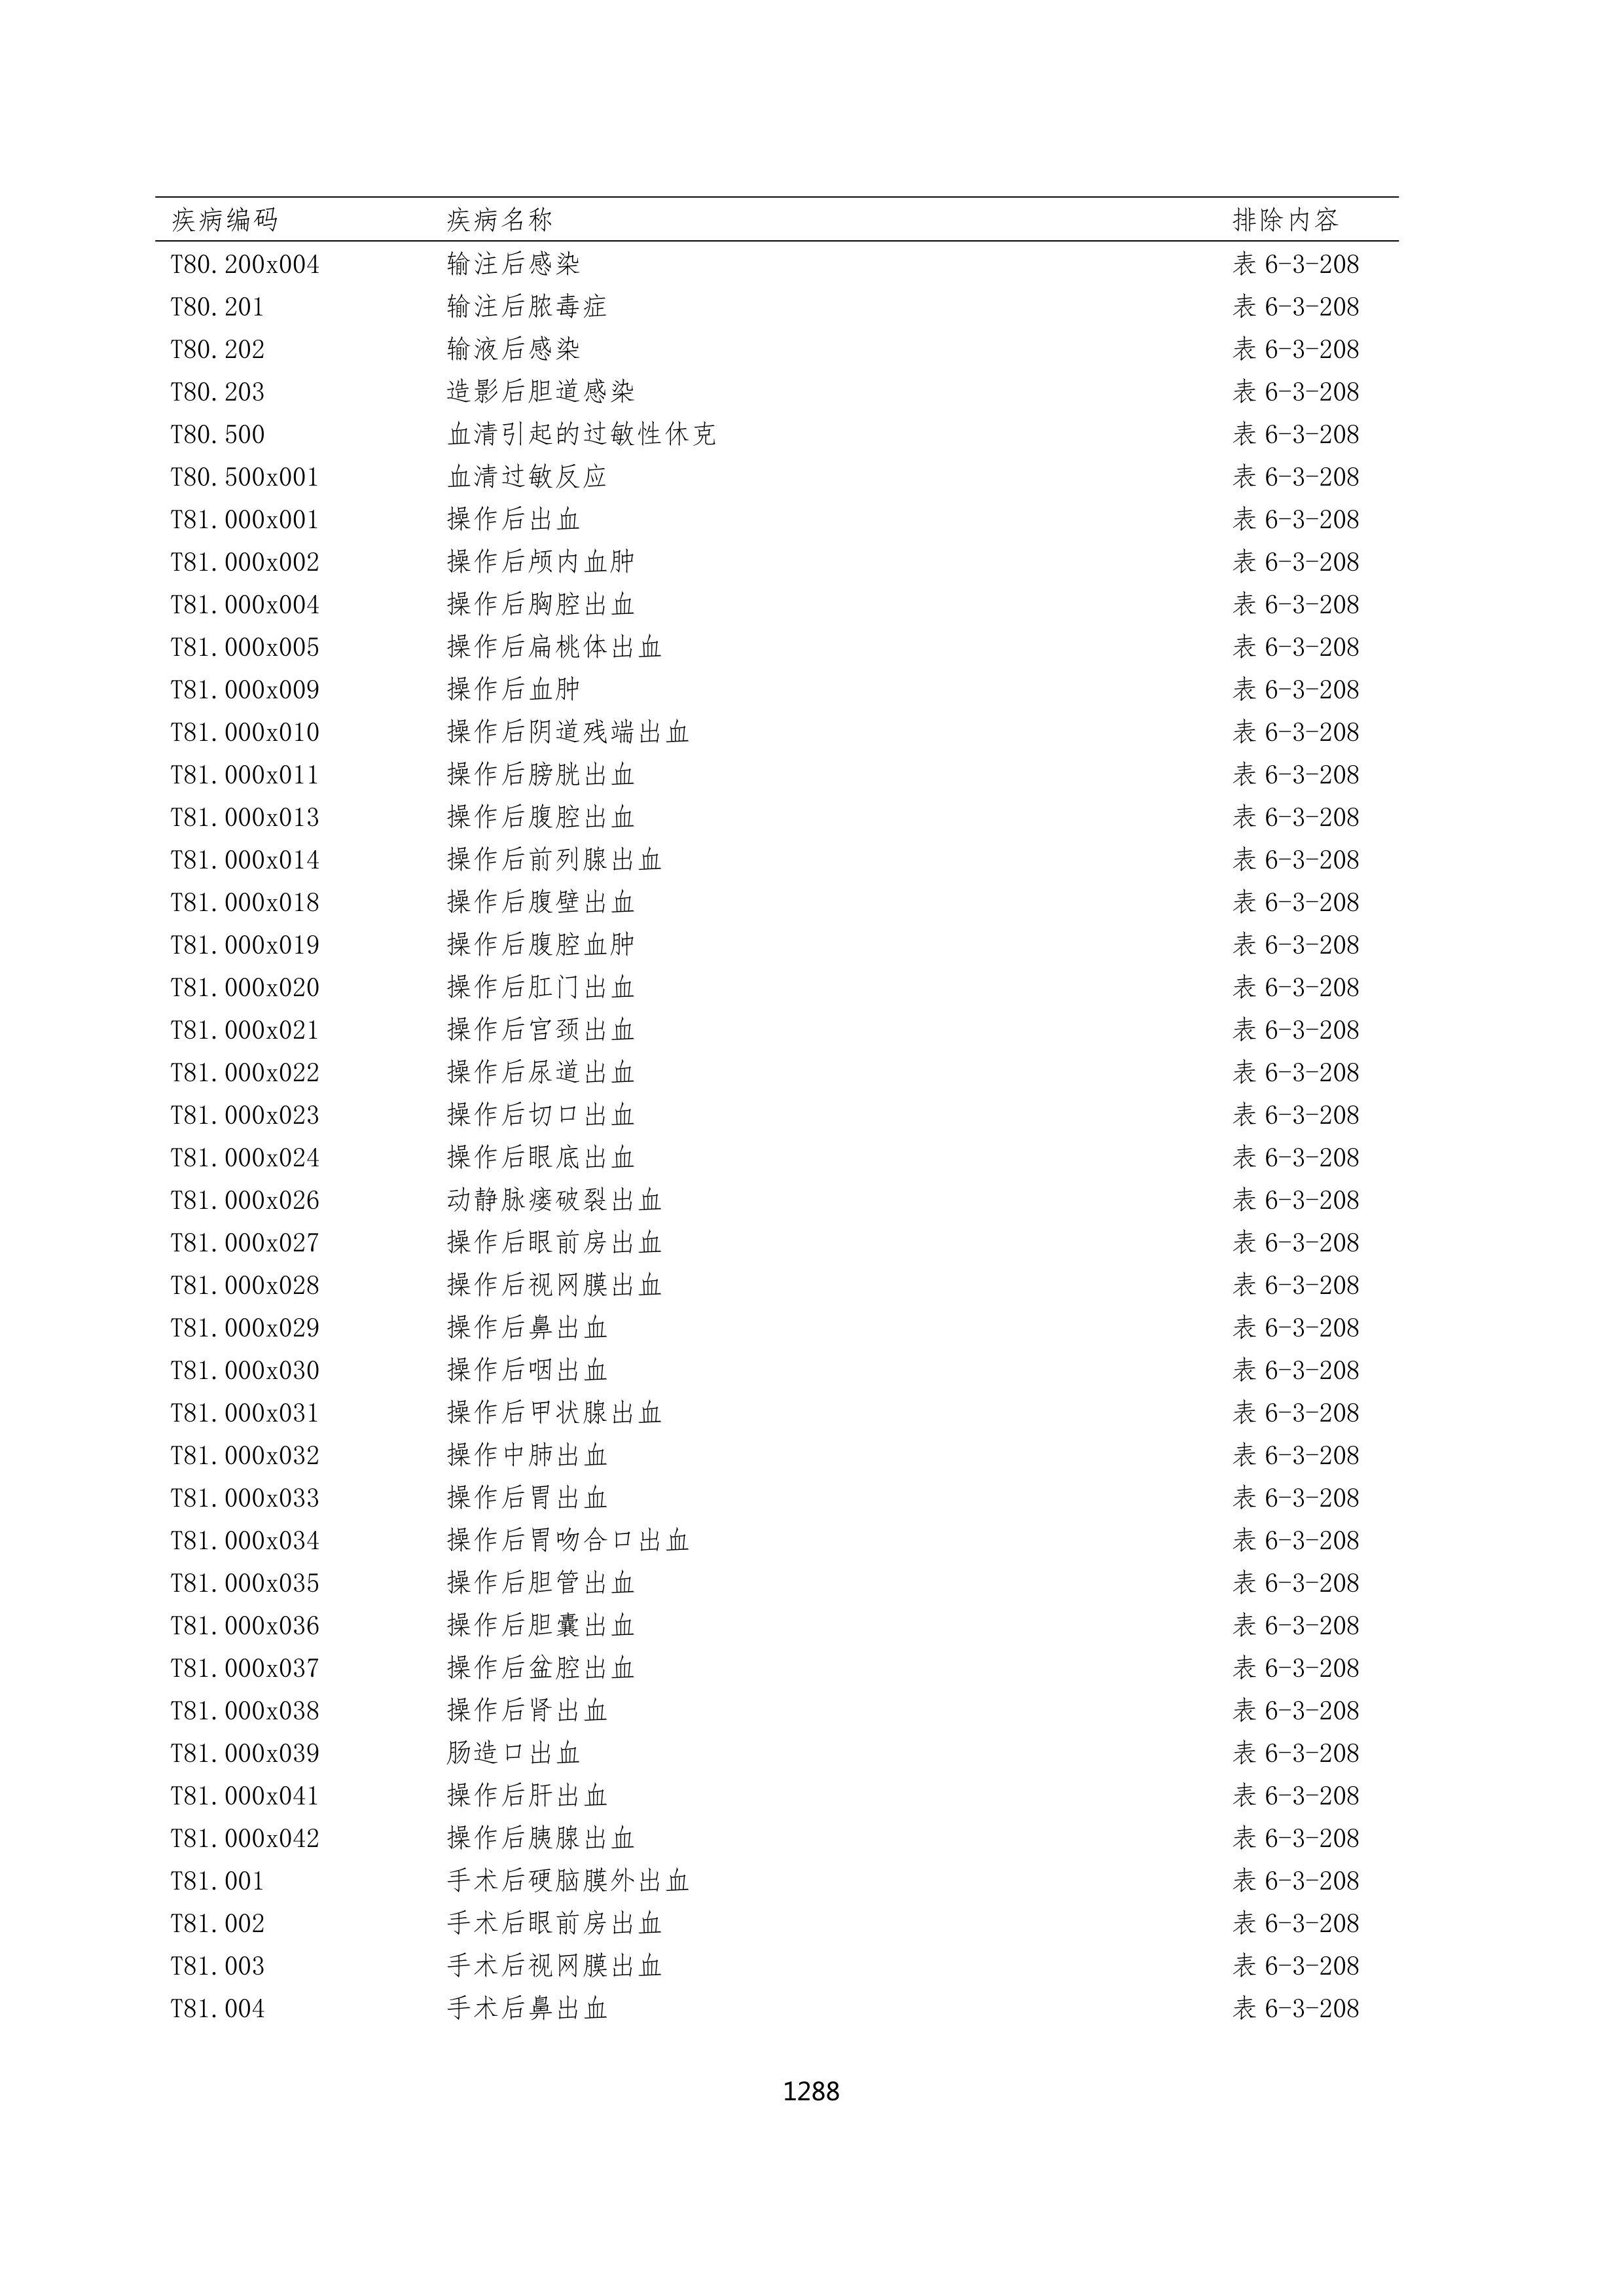 疾病编码 疾病名称 排除内容
T80.200x004 输注后感染 表 6-3-208
T80.201 输注后脓毒症 表 6-3-208
T80.202 输液后感染 表 6-3-208
T80.203 造影后胆道感染 表 6-3-208
T80.500 血清引起的过敏性休克 表 6-3-208
T80.500x001 血清过敏反应 表 6-3-208
T81.000x001 操作后出血 表 6-3-208
T81.000x002 操作后颅内血肿 表 6-3-208
T81.000x004 操作后胸腔出血 表 6-3-208
T81.000x005 操作后扁桃体出血 表 6-3-208
T81.000x009 操作后血肿 表 6-3-208
T81.000x010 操作后阴道残端出血 表 6-3-208
T81.000x011 操作后膀胱出血 表 6-3-208
T81.000x013 操作后腹腔出血 表 6-3-208
T81.000x014 操作后前列腺出血 表 6-3-208
T81.000x018 操作后腹壁出血 表 6-3-208
T81.000x019 操作后腹腔血肿 表 6-3-208
T81.000x020 操作后肛门出血 表 6-3-208
T81.000x021 操作后宫颈出血 表 6-3-208
T81.000x022 操作后尿道出血 表 6-3-208
T81.000x023 操作后切口出血 表 6-3-208
T81.000x024 操作后眼底出血 表 6-3-208
T81.000x026 动静脉瘘破裂出血 表 6-3-208
T81.000x027 操作后眼前房出血 表 6-3-208
T81.000x028 操作后视网膜出血 表 6-3-208
T81.000x029 操作后鼻出血 表 6-3-208
T81.000x030 操作后咽出血 表 6-3-208
T81.000x031 操作后甲状腺出血 表 6-3-208
T81.000x032 操作中肺出血 表 6-3-208
T81.000x033 操作后胃出血 表 6-3-208
T81.000x034 操作后胃吻合口出血 表 6-3-208
T81.000x035 操作后胆管出血 表 6-3-208
T81.000x036 操作后胆囊出血 表 6-3-208
T81.000x037 操作后盆腔出血 表 6-3-208
T81.000x038 操作后肾出血 表 6-3-208
T81.000x039 肠造口出血 表 6-3-208
T81.000x041 操作后肝出血 表 6-3-208
T81.000x042 操作后胰腺出血 表 6-3-208
T81.001 手术后硬脑膜外出血 表 6-3-208
T81.002 手术后眼前房出血 表 6-3-208
T81.003 手术后视网膜出血 表 6-3-208
T81.004 手术后鼻出血 表 6-3-208
1288